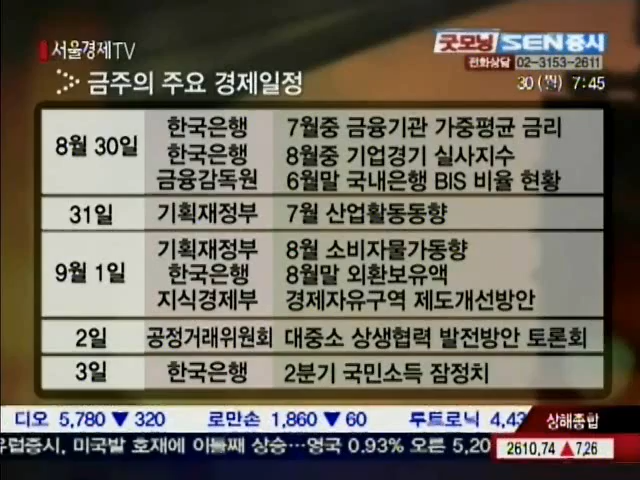 서울경제TV
굿모닝 SEN증시
전화상담 02-3153-2611
금주의 주요 경제일정
30 (월) 7:45
8월 30일 한국은행 7월중 금융기관 가중평균 금리
한국은행 8월중 기업경기 실사지수
금융감독원 6월말 국내은행 BIS 비율 현황
31일 기획재정부 7월 산업활동동향
9월 1일 기획재정부 8월 소비자물가동향
한국은행 8월말 외환보유액
지식경제부 경제자유구역 제도개선방안
2일 공정거래위원회 대중소 상생협력 발전방안 토론회
3일 한국은행 2분기 국민소득 잠정치
디오 5,780 ▼ 320 로만손 1,860 ▼ 60 루트로닉 4,43
상해종합
유럽증시, 미국발 호재에 이틀째 상승…영국 0.93% 오른 5,20
2610,74 ▲ 7,26